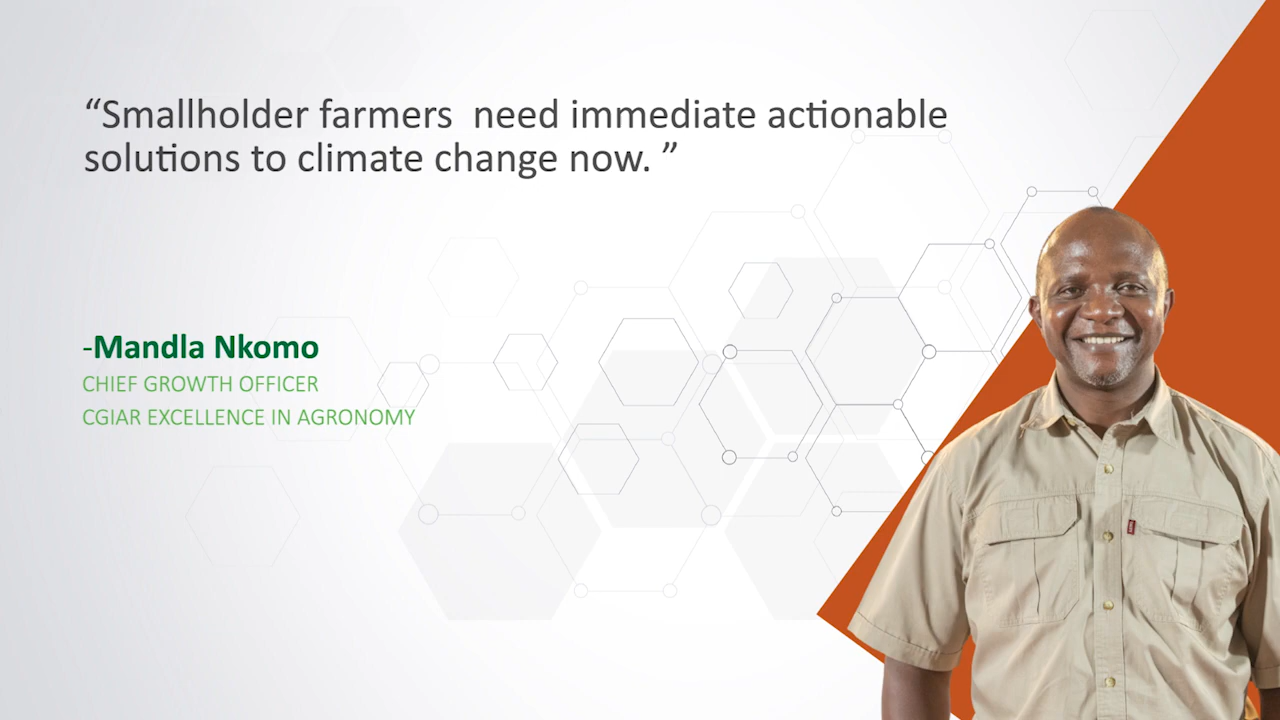 “Smallholder farmers  need immediate actionable
solutions to climate change now. ”
-Mandla Nkomo
CHIEF GROWTH OFFICER
CGIAR EXCELLENCE IN AGRONOMY